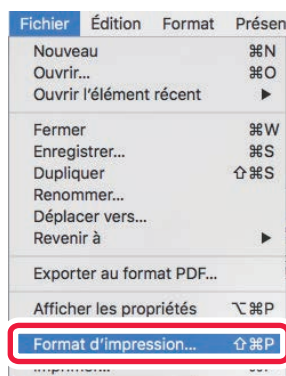 Fichier Édition Format Présen
Nouveau ⌘N
Ouvrir... ⌘O
Ouvrir l'élément récent ▶
Fermer ⌘W
Enregistrer... ⌘S
Dupliquer ⇧⌘S
Renommer...
Déplacer vers...
Revenir à ▶
Exporter au format PDF...
Afficher les propriétés ⌥⌘P
Format d'impression... ⇧⌘P